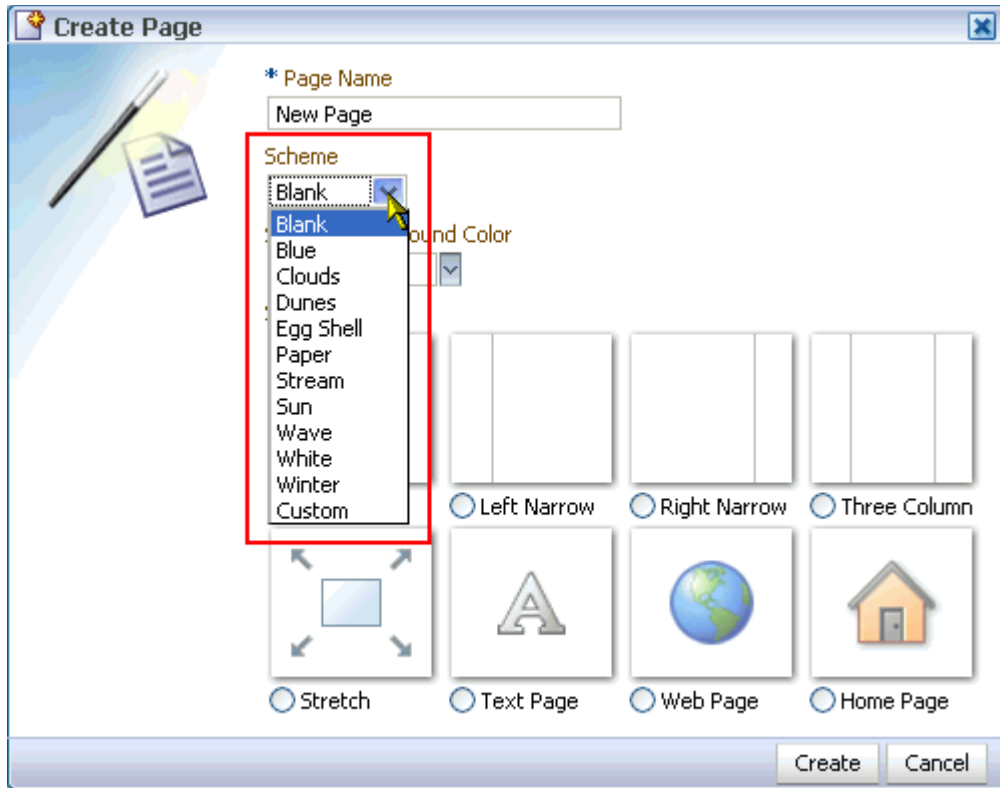 Create Page
* Page Name
New Page
Scheme
Blank
Blank
Blue
Clouds
Dunes
Egg Shell
Paper
Stream
Sun
Wave
White
Winter
Custom
Color
Left Narrow
Right Narrow
Three Column
A
Stretch
Text Page
Web Page
Home Page
Create
Cancel